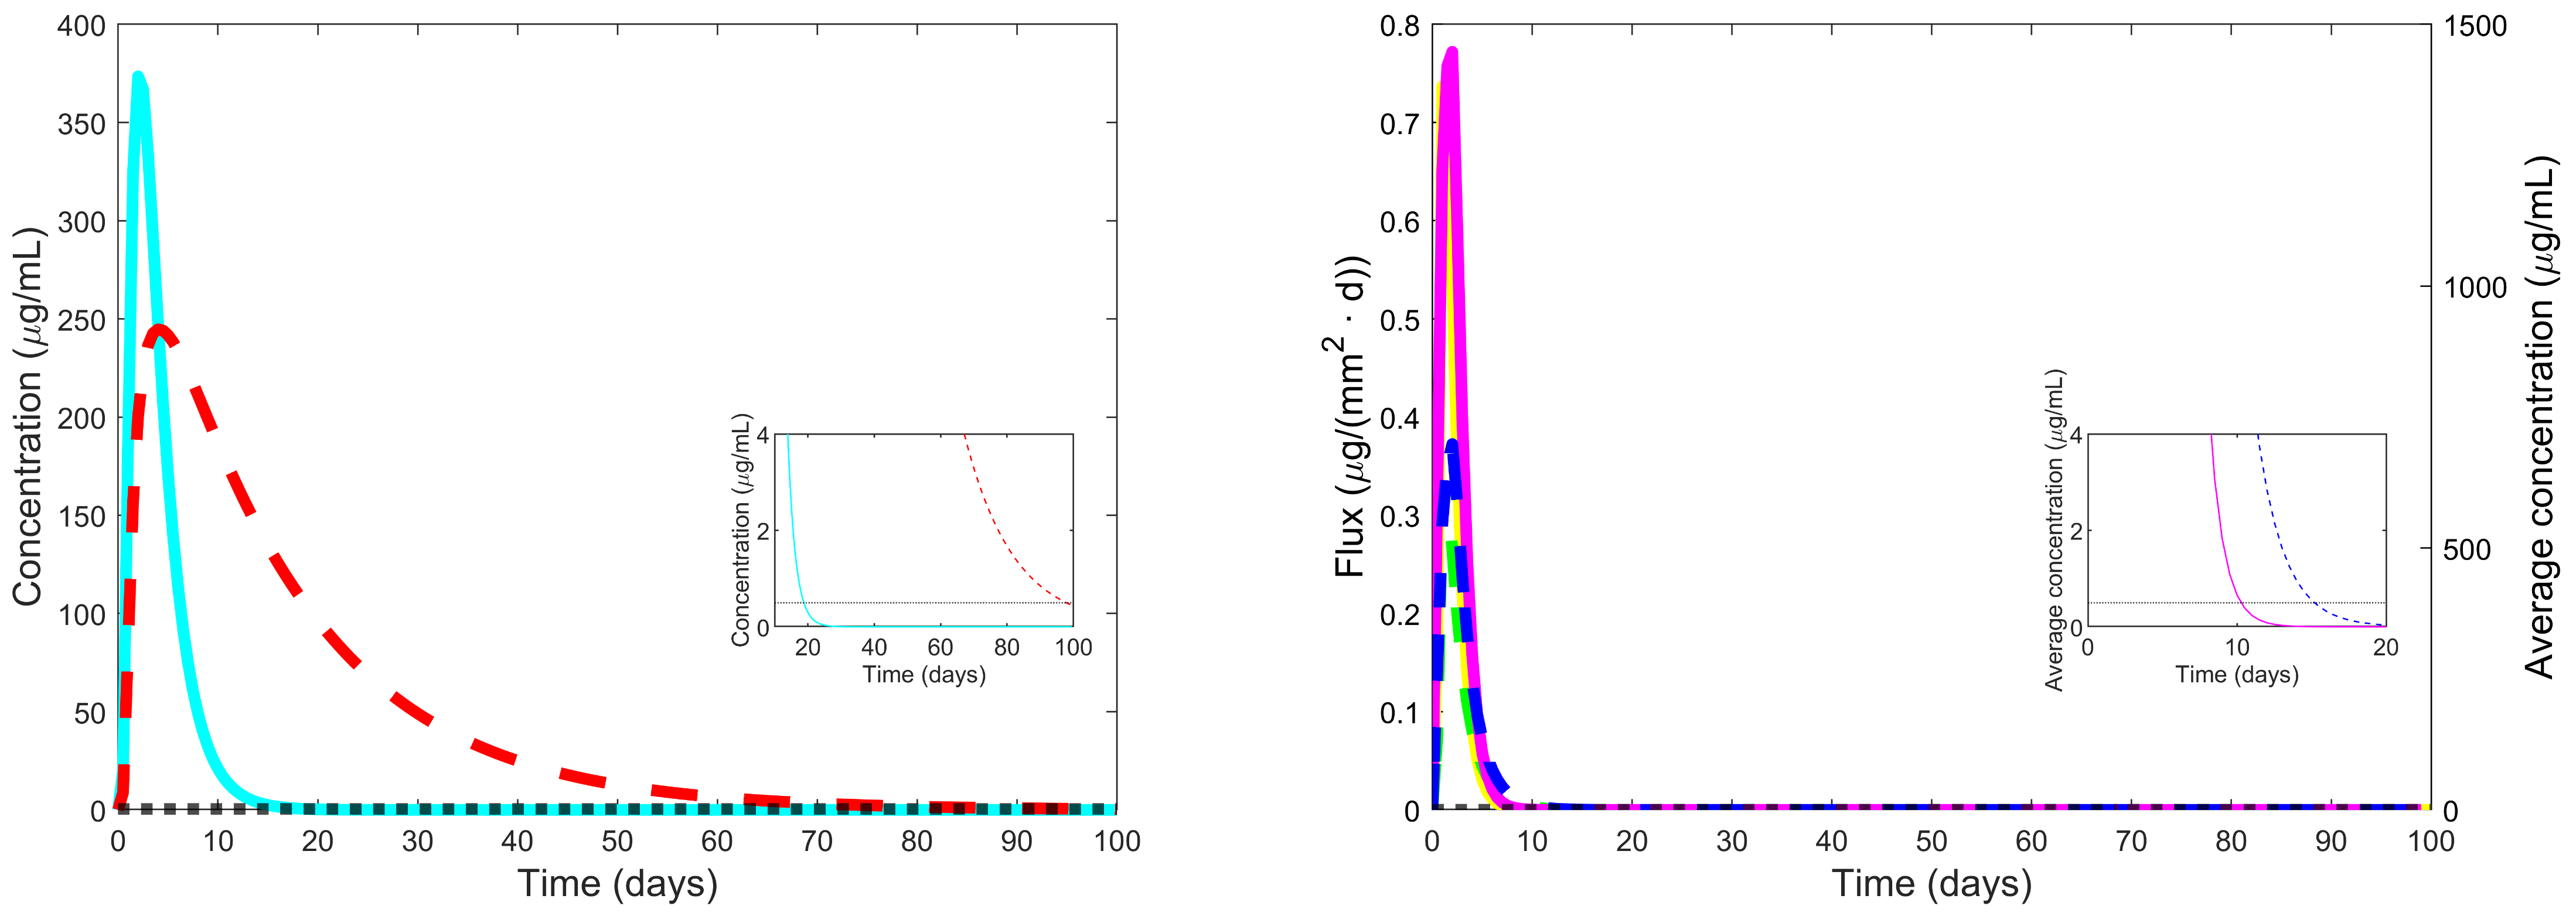 400
350
300
250
200
150
100
50
0
Concentration (μg/mL)
0 10 20 30 40 50 60 70 80 90 100
Time (days)
4
2
0
Concentration (μg/mL)
20 40 60 80 100
Time (days)
0.8
0.7
0.6
0.5
0.4
0.3
0.2
0.1
0
Flux (μg/(mm² · d))
0 10 20 30 40 50 60 70 80 90 100
Time (days)
4
2
0
Average concentration (μg/mL)
0 10 20
Time (days)
1500
1000
500
0
Average concentration (μg/mL)